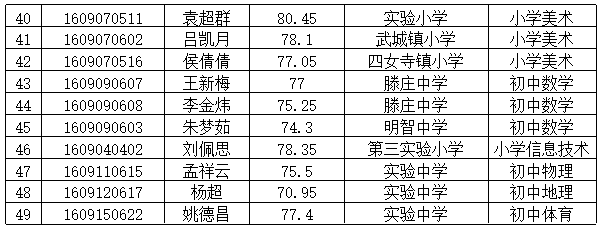 40 1609070511 袁超群 80.45 实验小学 小学美术
41 1609070602 吕凯月 78.1 武城镇小学 小学美术
42 1609070516 侯倩倩 77.05 四女寺镇小学 小学美术
43 1609090607 王新梅 77 滕庄中学 初中数学
44 1609090608 李金炜 75.25 滕庄中学 初中数学
45 1609090603 朱梦茹 74.3 明智中学 初中数学
46 1609040402 刘佩思 78.35 第三实验小学 小学信息技术
47 1609110615 孟祥云 75.5 实验中学 初中物理
48 1609120617 杨超 70.95 实验中学 初中地理
49 1609150622 姚德昌 77.4 实验中学 初中体育